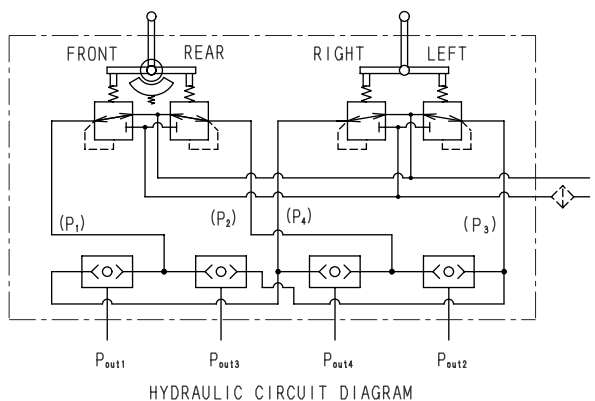 FRONT REAR RIGHT LEFT
(P1) (P2) (P4) (P3)
Pout1 Pout3 Pout4 Pout2
HYDRAULIC CIRCUIT DIAGRAM